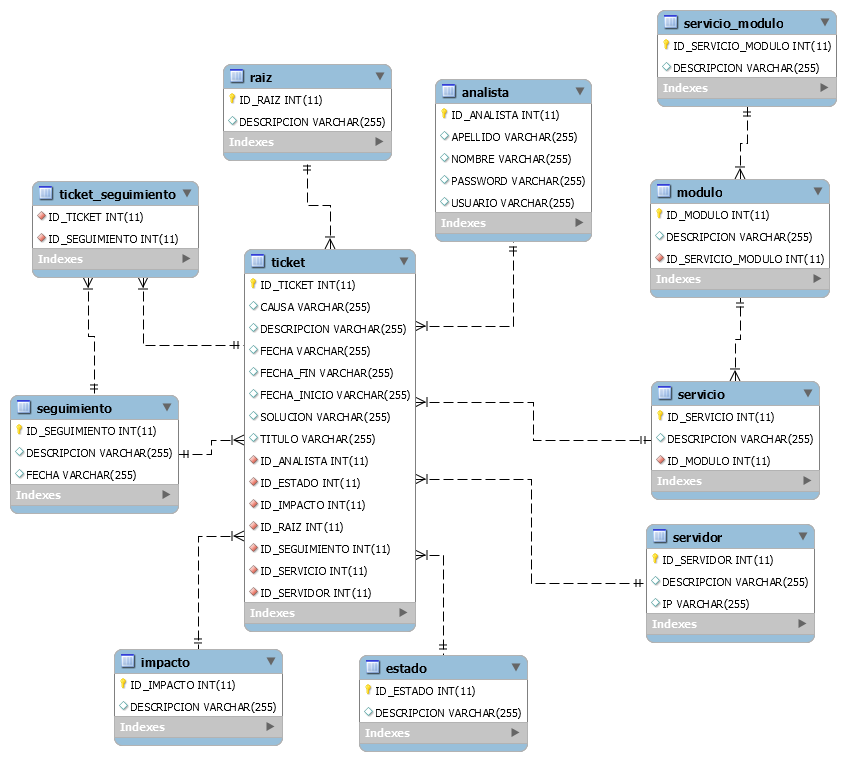 servicio_modulo
ID_SERVICIO_MODULO INT(11)
DESCRIPCION VARCHAR(255)
Indexes
raiz
ID_RAIZ INT(11)
DESCRIPCION VARCHAR(255)
Indexes
analista
ID_ANALISTA INT(11)
APELLIDO VARCHAR(255)
NOMBRE VARCHAR(255)
PASSWORD VARCHAR(255)
USUARIO VARCHAR(255)
Indexes
ticket_seguimiento
ID_TICKET INT(11)
ID_SEGUIMIENTO INT(11)
Indexes
modulo
ID_MODULO INT(11)
DESCRIPCION VARCHAR(255)
ID_SERVICIO_MODULO INT(11)
Indexes
ticket
ID_TICKET INT(11)
CAUSA VARCHAR(255)
DESCRIPCION VARCHAR(255)
FECHA VARCHAR(255)
FECHA_FIN VARCHAR(255)
FECHA_INICIO VARCHAR(255)
SOLUCION VARCHAR(255)
TITULO VARCHAR(255)
ID_ANALISTA INT(11)
ID_ESTADO INT(11)
ID_IMPACTO INT(11)
ID_RAIZ INT(11)
ID_SEGUIMIENTO INT(11)
ID_SERVICIO INT(11)
ID_SERVIDOR INT(11)
Indexes
seguimiento
ID_SEGUIMIENTO INT(11)
DESCRIPCION VARCHAR(255)
FECHA VARCHAR(255)
Indexes
servicio
ID_SERVICIO INT(11)
DESCRIPCION VARCHAR(255)
ID_MODULO INT(11)
Indexes
servidor
ID_SERVIDOR INT(11)
DESCRIPCION VARCHAR(255)
IP VARCHAR(255)
Indexes
impacto
ID_IMPACTO INT(11)
DESCRIPCION VARCHAR(255)
Indexes
estado
ID_ESTADO INT(11)
DESCRIPCION VARCHAR(255)
Indexes